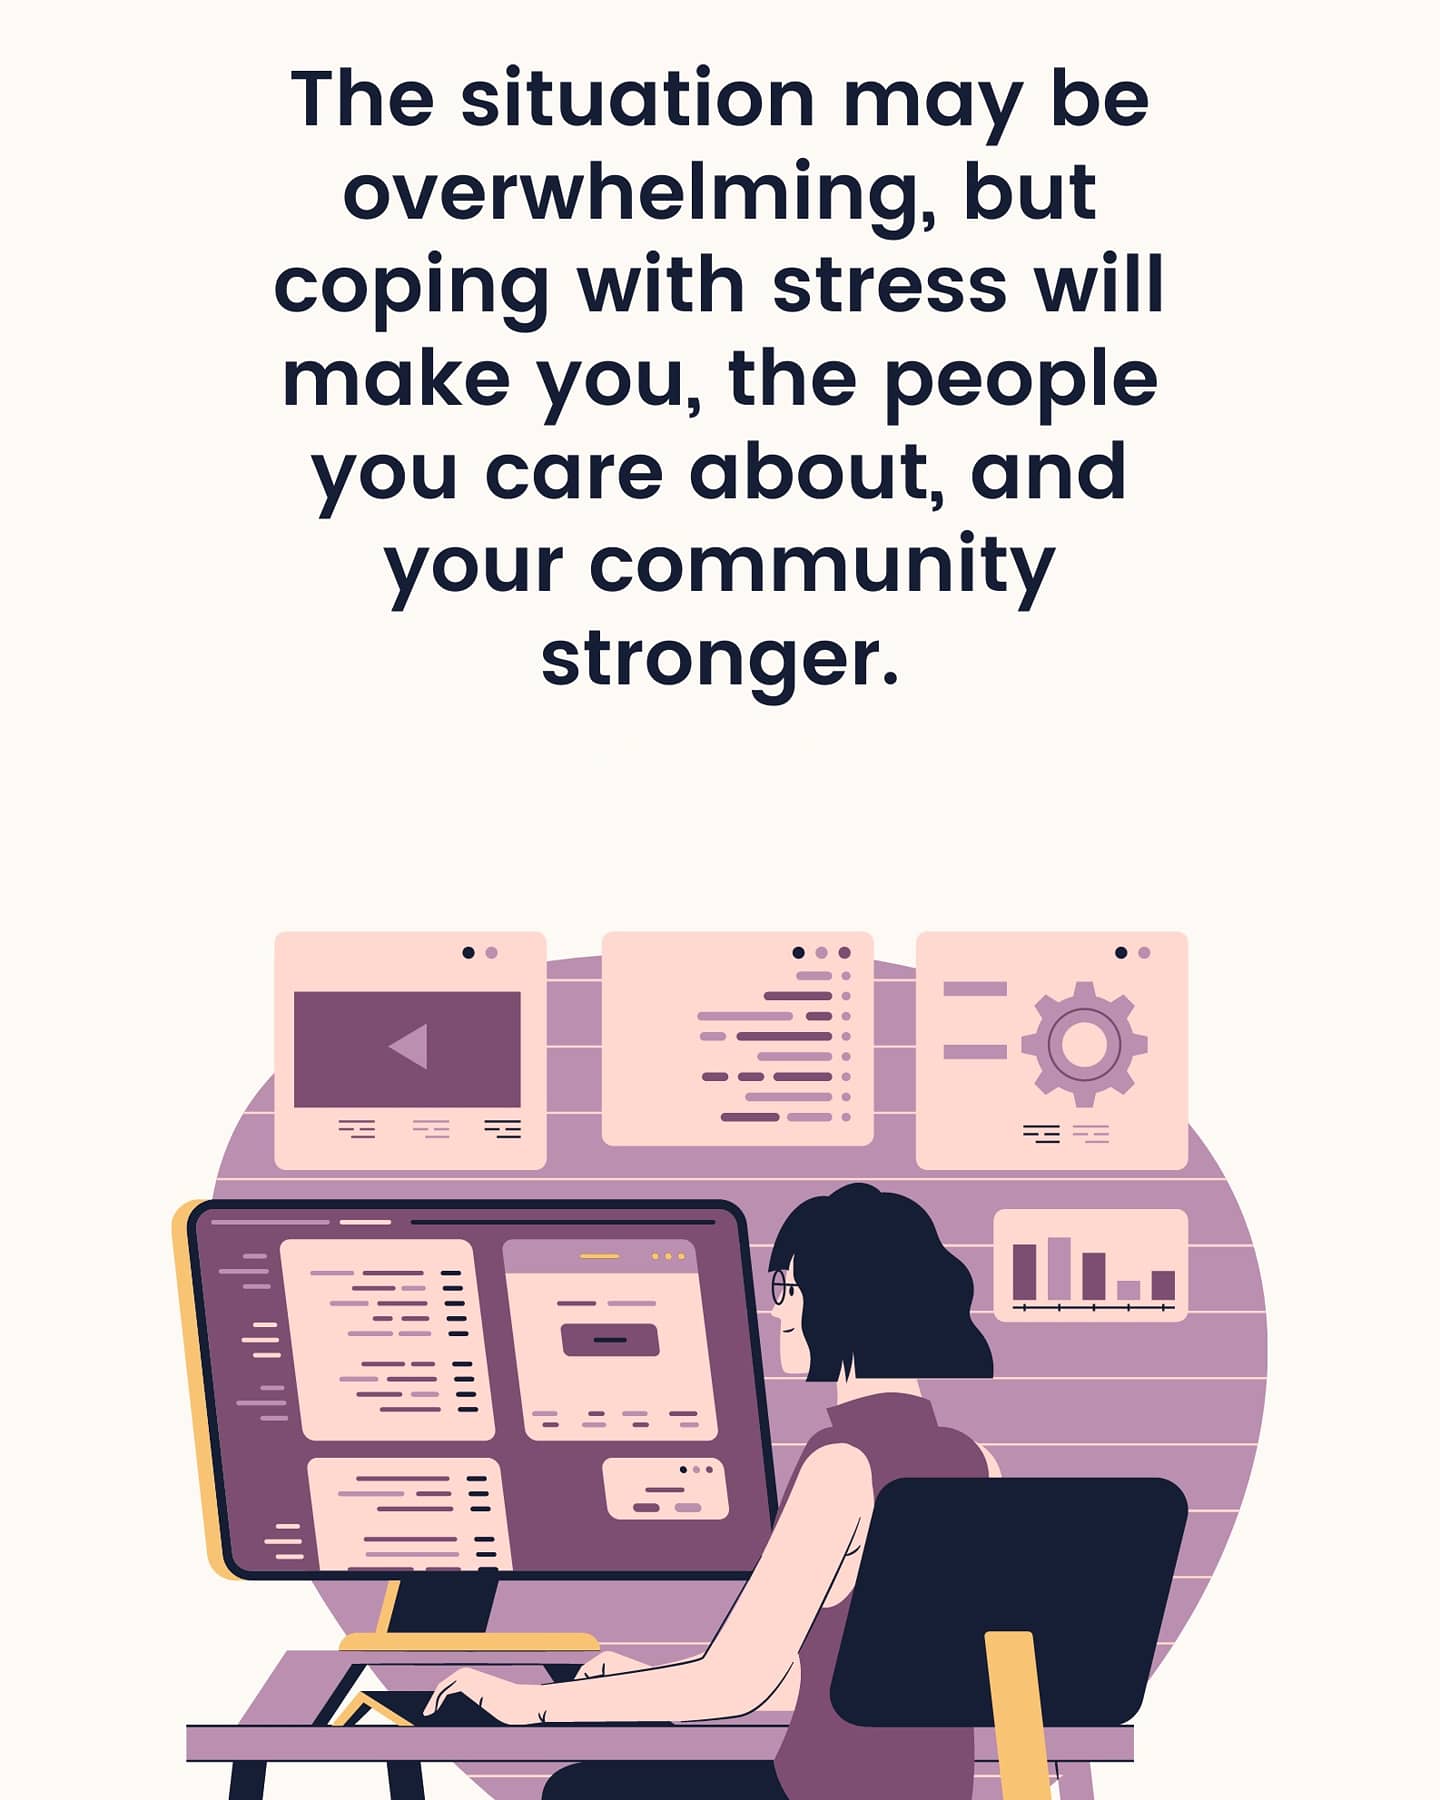 The situation may be
overwhelming, but
coping with stress will
make you, the people
you care about, and
your community
stronger.